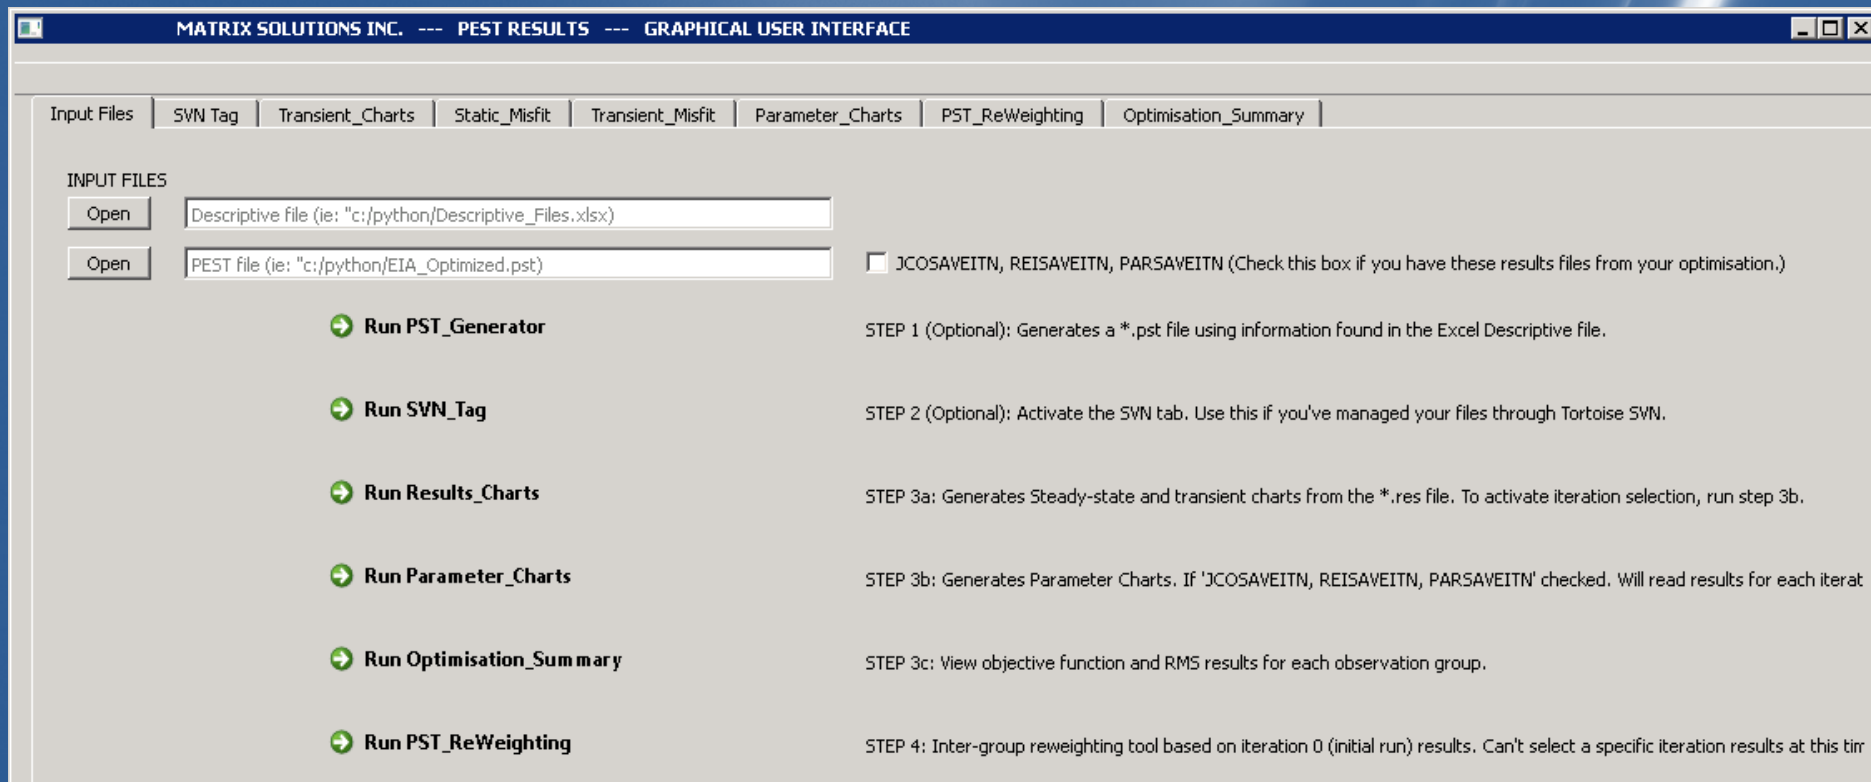 MATRIX SOLUTIONS INC. --- PEST RESULTS --- GRAPHICAL USER INTERFACE
Input Files SVN Tag Transient_Charts Static_Misfit Transient_Misfit Parameter_Charts PST_ReWeighting Optimisation_Summary
INPUT FILES
Open Descriptive file (ie: "c:/python/Descriptive_Files.xlsx)
Open PEST file (ie: "c:/python/EIA_Optimized.pst) JCOSAVEITN, REISAVEITN, PARSAVEITN (Check this box if you have these results files from your optimisation.)
Run PST_Generator STEP 1 (Optional): Generates a *.pst file using information found in the Excel Descriptive file.
Run SVN_Tag STEP 2 (Optional): Activate the SVN tab. Use this if you've managed your files through Tortoise SVN.
Run Results_Charts STEP 3a: Generates Steady-state and transient charts from the *.res file. To activate iteration selection, run step 3b.
Run Parameter_Charts STEP 3b: Generates Parameter Charts. If 'JCOSAVEITN, REISAVEITN, PARSAVEITN' checked. Will read results for each iterat
Run Optimisation_Summary STEP 3c: View objective function and RMS results for each observation group.
Run PST_ReWeighting STEP 4: Inter-group reweighting tool based on iteration 0 (initial run) results. Can't select a specific iteration results at this